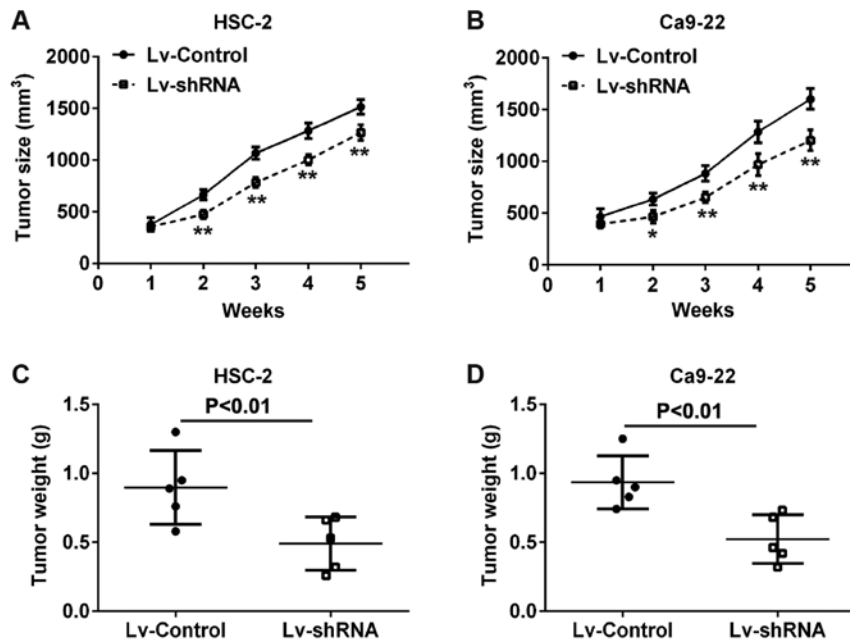 A
HSC-2
Lv-Control
Lv-shRNA
Tumor size (mm³)
2000
1500
1000
500
0
**
**
**
**
0 1 2 3 4 5
Weeks
B
Ca9-22
Lv-Control
Lv-shRNA
Tumor size (mm³)
2000
1500
1000
500
0
*
**
**
**
0 1 2 3 4 5
Weeks
C
HSC-2
P<0.01
Tumor weight (g)
1.5
1.0
0.5
0.0
Lv-Control Lv-shRNA
D
Ca9-22
P<0.01
Tumor weight (g)
1.5
1.0
0.5
0.0
Lv-Control Lv-shRNA